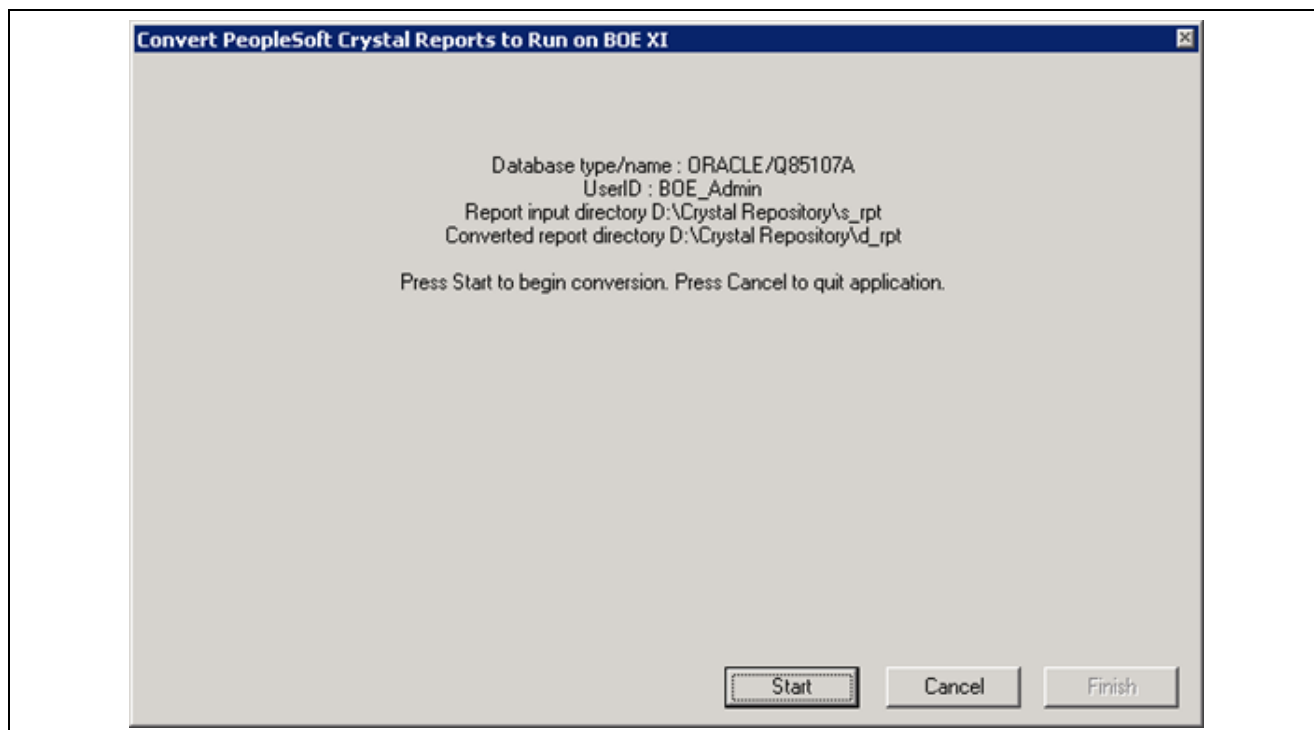 Convert PeopleSoft Crystal Reports to Run on BOE XI
Database type/name : ORACLE/Q85107A
UserID : BOE_Admin
Report input directory D:\Crystal Repository\s_rpt
Converted report directory D:\Crystal Repository\d_rpt
Press Start to begin conversion. Press Cancel to quit application.
Start Cancel Finish